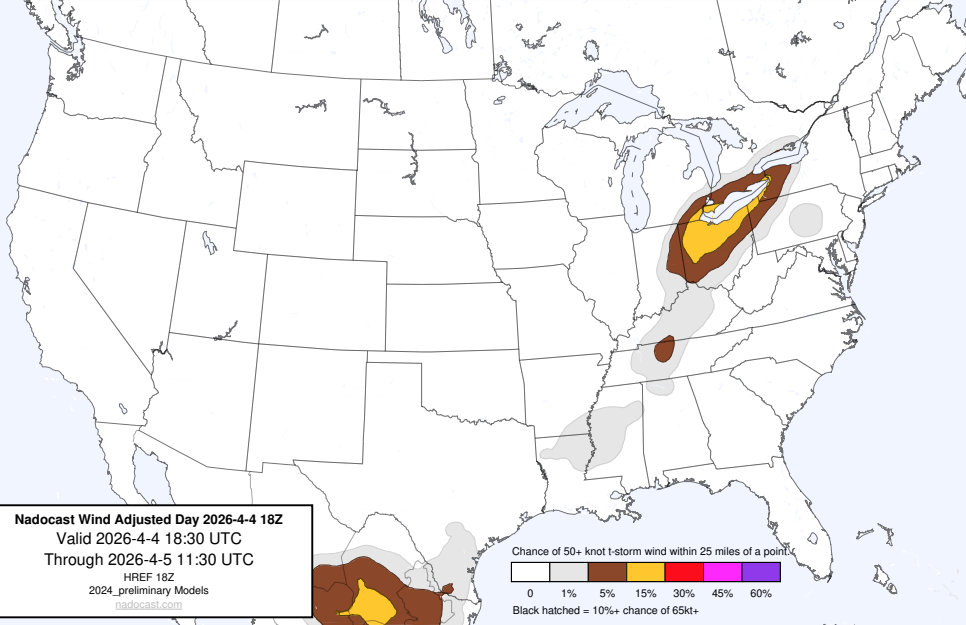 Nadocast Wind Adjusted Day 2026-4-4 18Z
Valid 2026-4-4 18:30 UTC
Through 2026-4-5 11:30 UTC
HREF 18Z
2024_preliminary Models
nadocast.com
Chance of 50+ knot t-storm wind within 25 miles of a point.
0 1% 5% 15% 30% 45% 60%
Black hatched = 10%+ chance of 65kt+